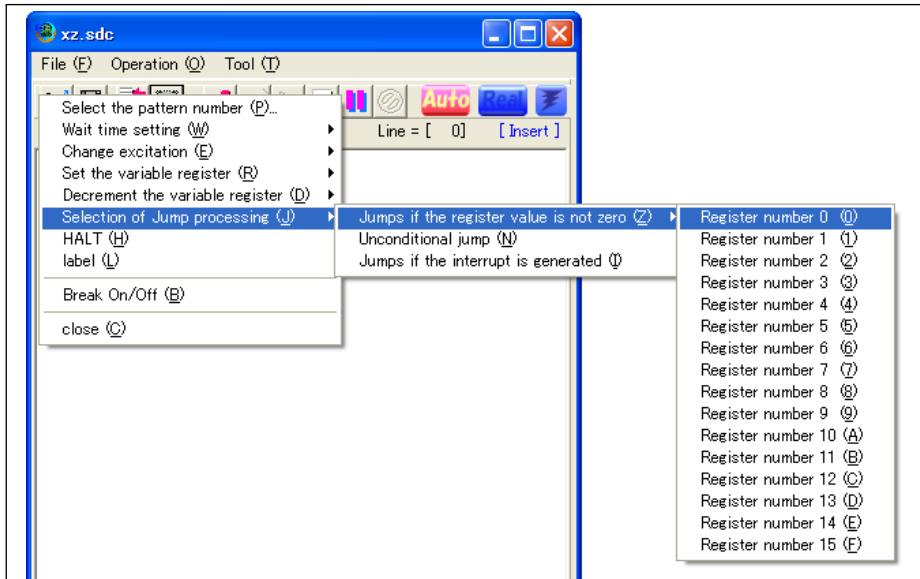 xz.sdc
File (F) Operation (O) Tool (T)
Auto Real
Line = [ 0] [ Insert ]
Select the pattern number (P)...
Wait time setting (W)
Change excitation (E)
Set the variable register (R)
Decrement the variable register (D)
Selection of Jump processing (J)
HALT (H)
label (L)
Break On/Off (B)
close (C)
Jumps if the register value is not zero (Z)
Unconditional jump (N)
Jumps if the interrupt is generated (I)
Register number 0 (0)
Register number 1 (1)
Register number 2 (2)
Register number 3 (3)
Register number 4 (4)
Register number 5 (5)
Register number 6 (6)
Register number 7 (7)
Register number 8 (8)
Register number 9 (9)
Register number 10 (A)
Register number 11 (B)
Register number 12 (C)
Register number 13 (D)
Register number 14 (E)
Register number 15 (F)